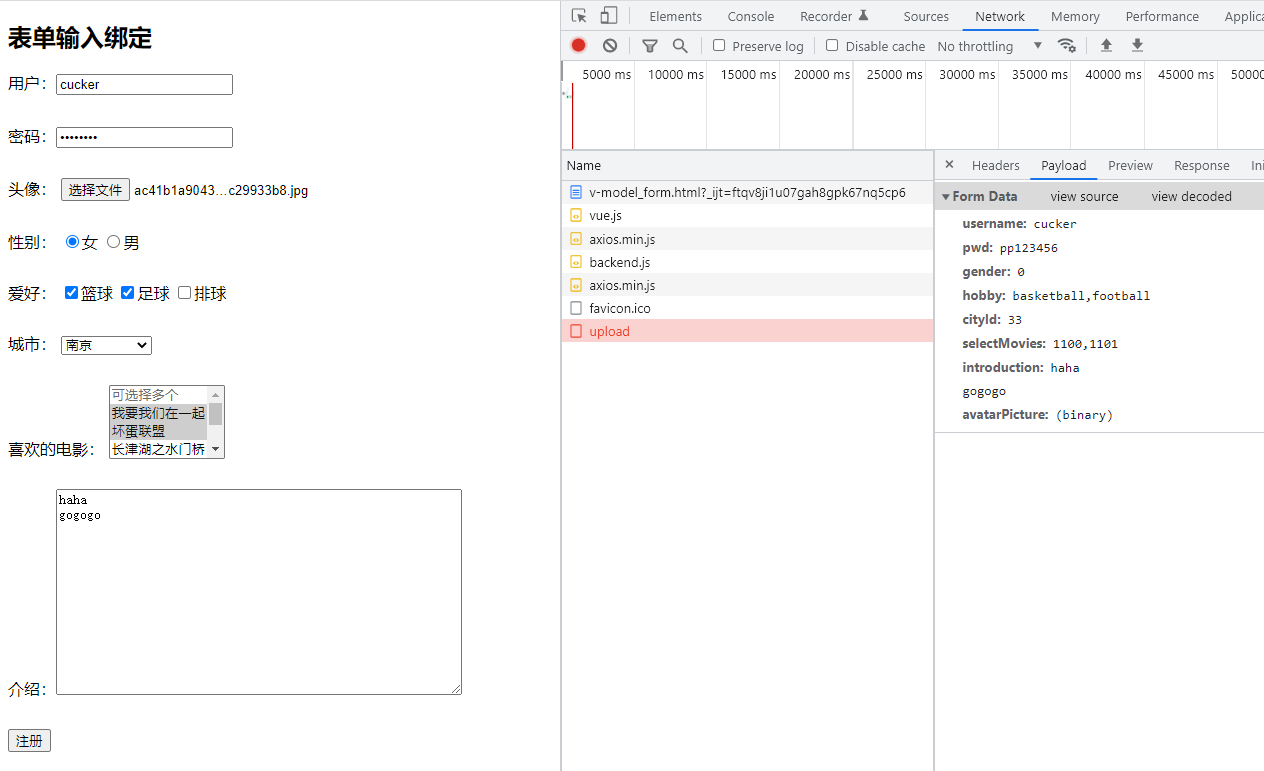 表单输入绑定
用户： cucker
密码： ••••••••
头像： 选择文件 ac41b1a9043...c29933b8.jpg
性别： 女 男
爱好： 篮球 足球 排球
城市： 南京
可选择多个
我要我们在一起
坏蛋联盟
喜欢的电影： 长津湖之水门桥
haha
gogogo
介绍：
注册
Elements Console Recorder Sources Network Memory Performance Applica
Preserve log Disable cache No throttling
5000 ms 10000 ms 15000 ms 20000 ms 25000 ms 30000 ms 35000 ms 40000 ms 45000 ms 50000
Name
v-model_form.html?_ijt=ftqv8ji1u07gah8gpk67nq5cp6
vue.js
axios.min.js
backend.js
axios.min.js
favicon.ico
upload
× Headers Payload Preview Response Ini
Form Data view source view decoded
username: cucker
pwd: pp123456
gender: 0
hobby: basketball,football
cityId: 33
selectMovies: 1100,1101
introduction: haha
gogogo
avatarPicture: (binary)